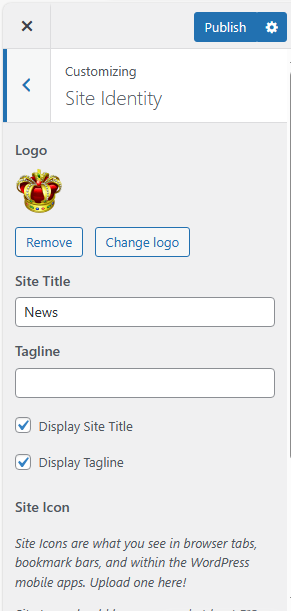 Publish
Customizing
Site Identity
Logo
Remove
Change logo
Site Title
News
Tagline
Display Site Title
Display Tagline
Site Icon
Site Icons are what you see in browser tabs,
bookmark bars, and within the WordPress
mobile apps. Upload one here!